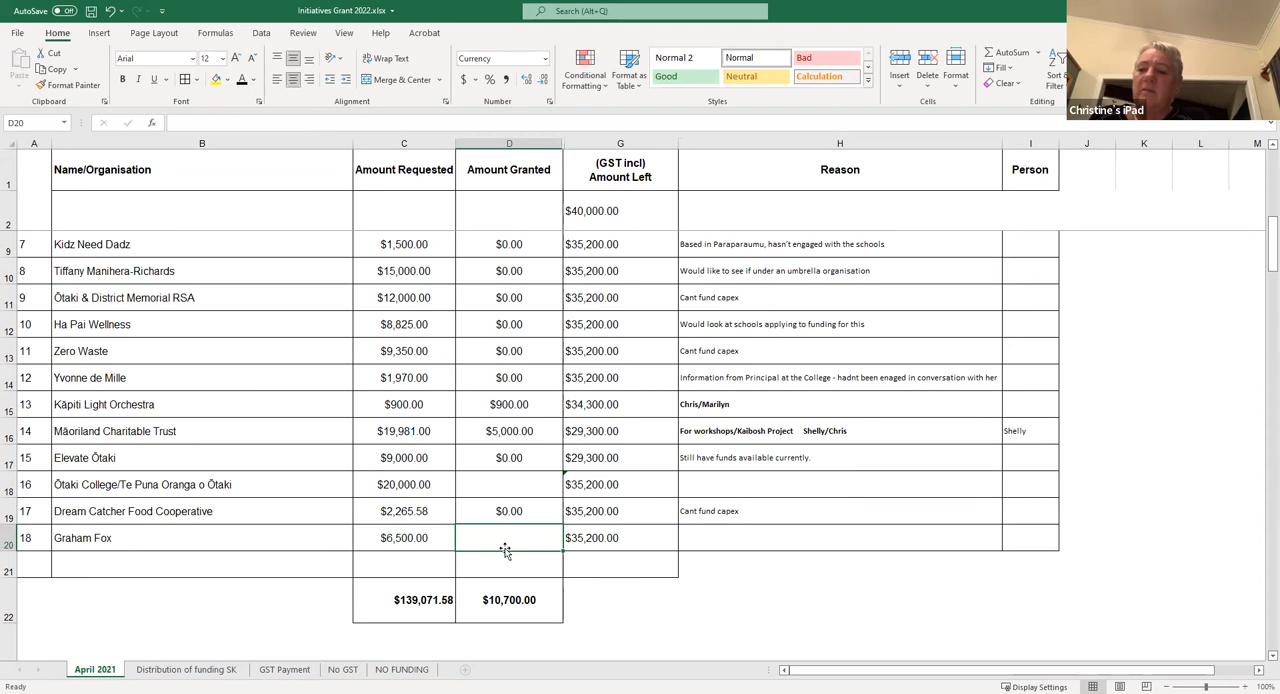 AutoSave Off Initiatives Grant 2022.xlsx Search (Alt+Q)
File Home Insert Page Layout Formulas Data Review View Help Acrobat
Paste Cut Copy Format Painter Clipboard
Arial 12 A A B I U A Font
Wrap Text Merge & Center Alignment
Currency $ % Number
Conditional Formatting Format as Table
Normal 2 Normal Bad
Good Neutral Calculation
Styles
Insert Delete Format Cells
AutoSum Fill Clear Sort Filter Editing
Christine's iPad
D20 fx
A B C D G H I J K L M
1 Name/Organisation Amount Requested Amount Granted (GST incl) Amount Left Reason Person
2 $40,000.00
9 7 Kidz Need Dadz $1,500.00 $0.00 $35,200.00 Based in Paraparaumu, hasn't engaged with the schools
10 8 Tiffany Manihera-Richards $15,000.00 $0.00 $35,200.00 Would like to see if under an umbrella organisation
11 9 Ōtaki & District Memorial RSA $12,000.00 $0.00 $35,200.00 Cant fund capex
12 10 Ha Pai Wellness $8,825.00 $0.00 $35,200.00 Would look at schools applying to funding for this
13 11 Zero Waste $9,350.00 $0.00 $35,200.00 Cant fund capex
14 12 Yvonne de Mille $1,970.00 $0.00 $35,200.00 Information from Principal at the College - hadnt been enaged in conversation with her
15 13 Kāpiti Light Orchestra $900.00 $900.00 $34,300.00 Chris/Marilyn
16 14 Māoriland Charitable Trust $19,981.00 $5,000.00 $29,300.00 For workshops/Kaibosh Project Shelly/Chris Shelly
17 15 Elevate Ōtaki $9,000.00 $0.00 $29,300.00 Still have funds available currently.
18 16 Ōtaki College/Te Puna Oranga o Ōtaki $20,000.00 $35,200.00
19 17 Dream Catcher Food Cooperative $2,265.58 $0.00 $35,200.00 Cant fund capex
20 18 Graham Fox $6,500.00 $35,200.00
21
22 $139,071.58 $10,700.00
April 2021 Distribution of funding SK GST Payment No GST NO FUNDING
Ready Display Settings 100%